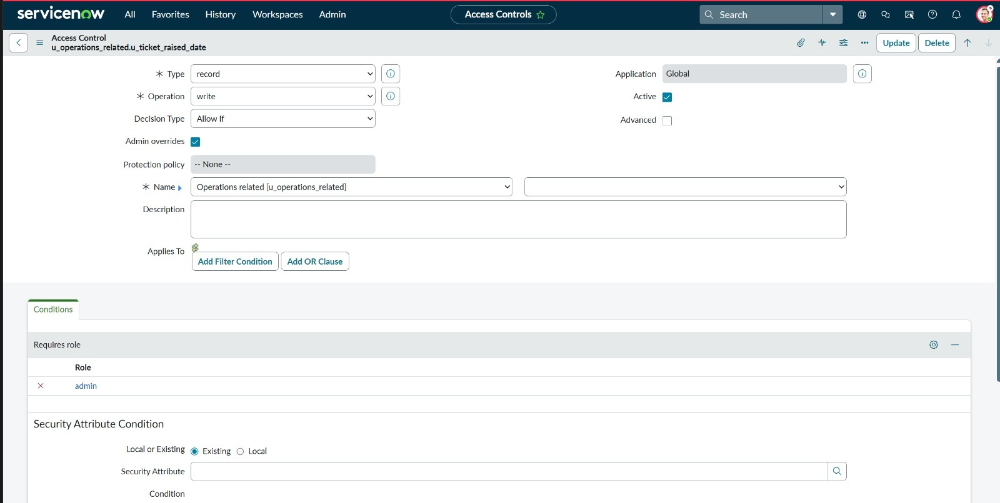 servicenow All Favorites History Workspaces Admin Access Controls Search
Access Control
u_operations_related.u_ticket_raised_date
Update Delete
Type record Application Global
Operation write Active
Decision Type Allow If Advanced
Admin overrides
Protection policy -- None --
Name Operations related [u_operations_related]
Description
Applies To
Add Filter Condition Add OR Clause
Conditions
Requires role
Role
admin
Security Attribute Condition
Local or Existing Existing Local
Security Attribute
Condition